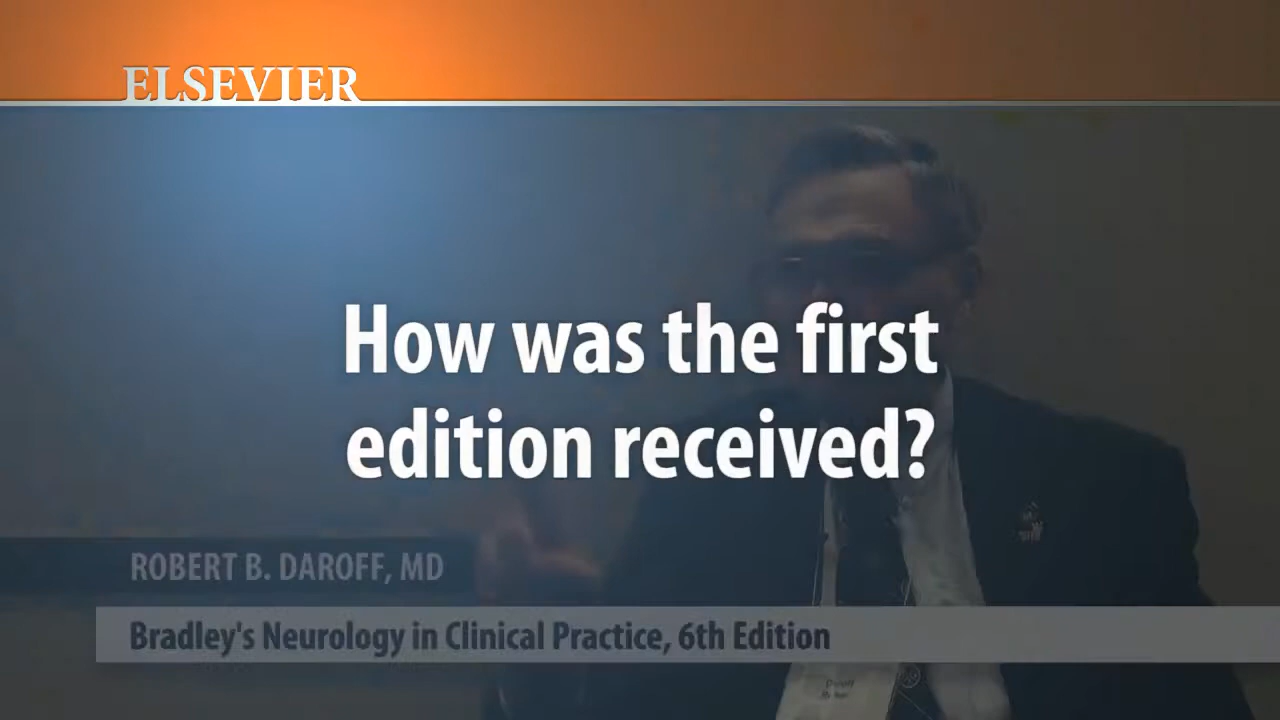 ELSEVIER
How was the first
edition received?
ROBERT B. DAROFF, MD
Bradley's Neurology in Clinical Practice, 6th Edition